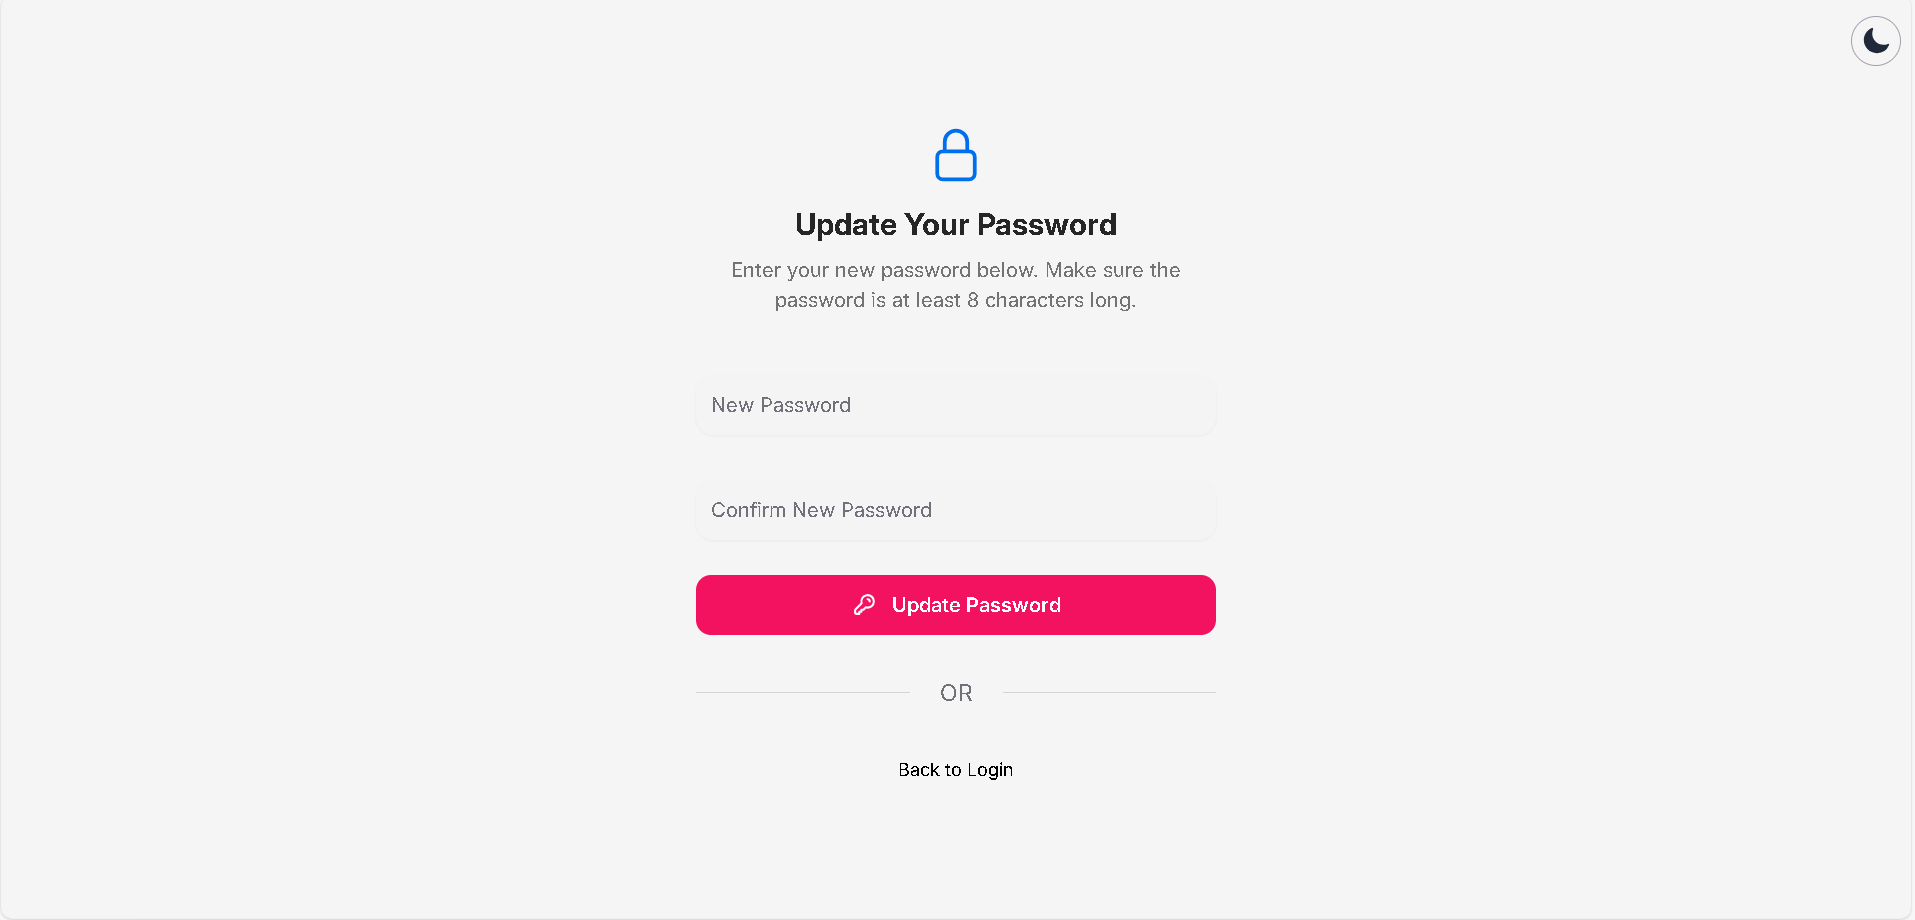 Update Your Password
Enter your new password below. Make sure the
password is at least 8 characters long.
New Password
Confirm New Password
Update Password
OR
Back to Login